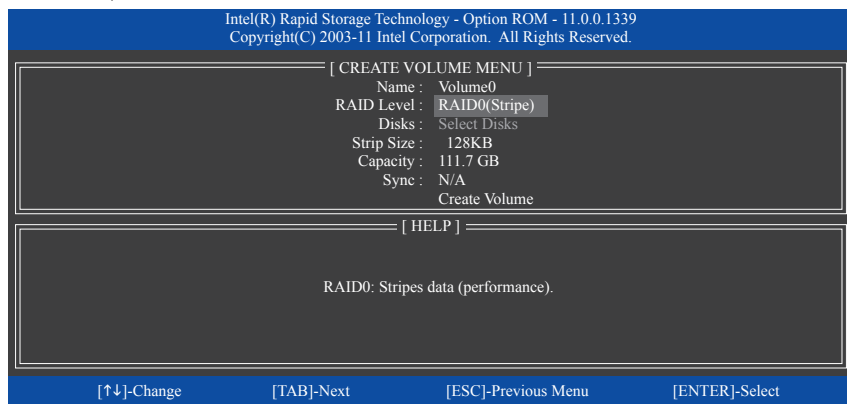 Intel(R) Rapid Storage Technology - Option ROM - 11.0.0.1339
Copyright(C) 2003-11 Intel Corporation. All Rights Reserved.
[ CREATE VOLUME MENU ]
Name : Volume0
RAID Level : RAID0(Stripe)
Disks : Select Disks
Strip Size : 128KB
Capacity : 111.7 GB
Sync : N/A
Create Volume
[ HELP ]
RAID0: Stripes data (performance).
[↑↓]-Change [TAB]-Next [ESC]-Previous Menu [ENTER]-Select